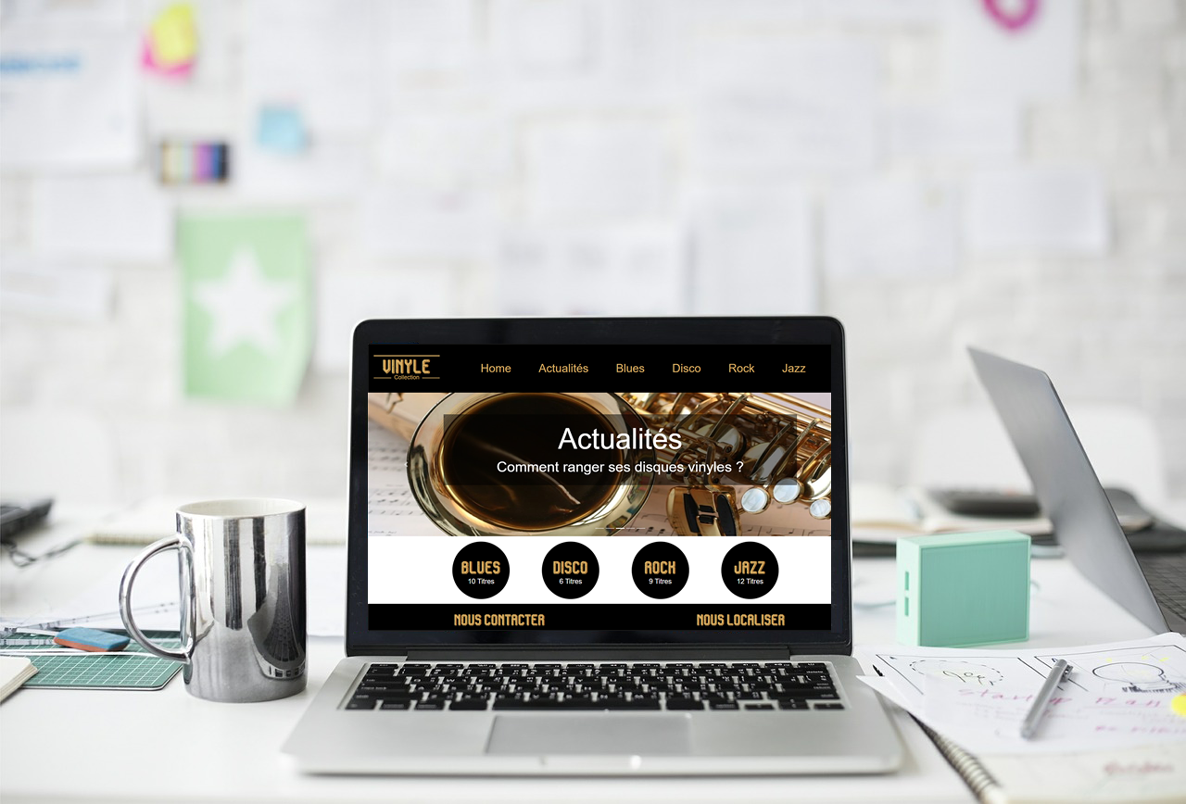 VINYLE
Collection
Home Actualités Blues Disco Rock Jazz
Actualités
Comment ranger ses disques vinyles ?
BLUES DISCO ROCK JAZZ
10 Titres 6 Titres 9 Titres 12 Titres
NOUS CONTACTER NOUS LOCALISER